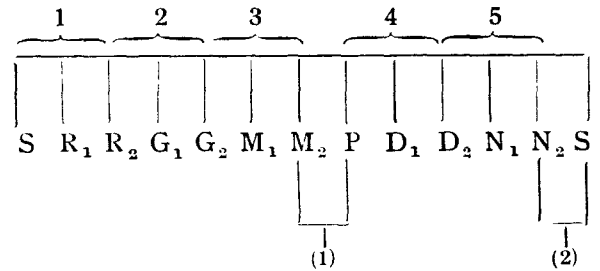 1 2 3 4 5
S R₁ R₂ G₁ G₂ M₁ M₂ P D₁ D₂ N₁ N₂ S
(1) (2)